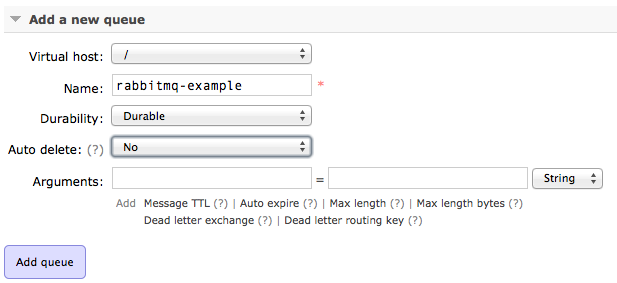 Add a new queue
Virtual host: /
Name: rabbitmq-example *
Durability: Durable
Auto delete: (?) No
Arguments: = String
Add Message TTL (?) | Auto expire (?) | Max length (?) | Max length bytes (?)
Dead letter exchange (?) | Dead letter routing key (?)
Add queue